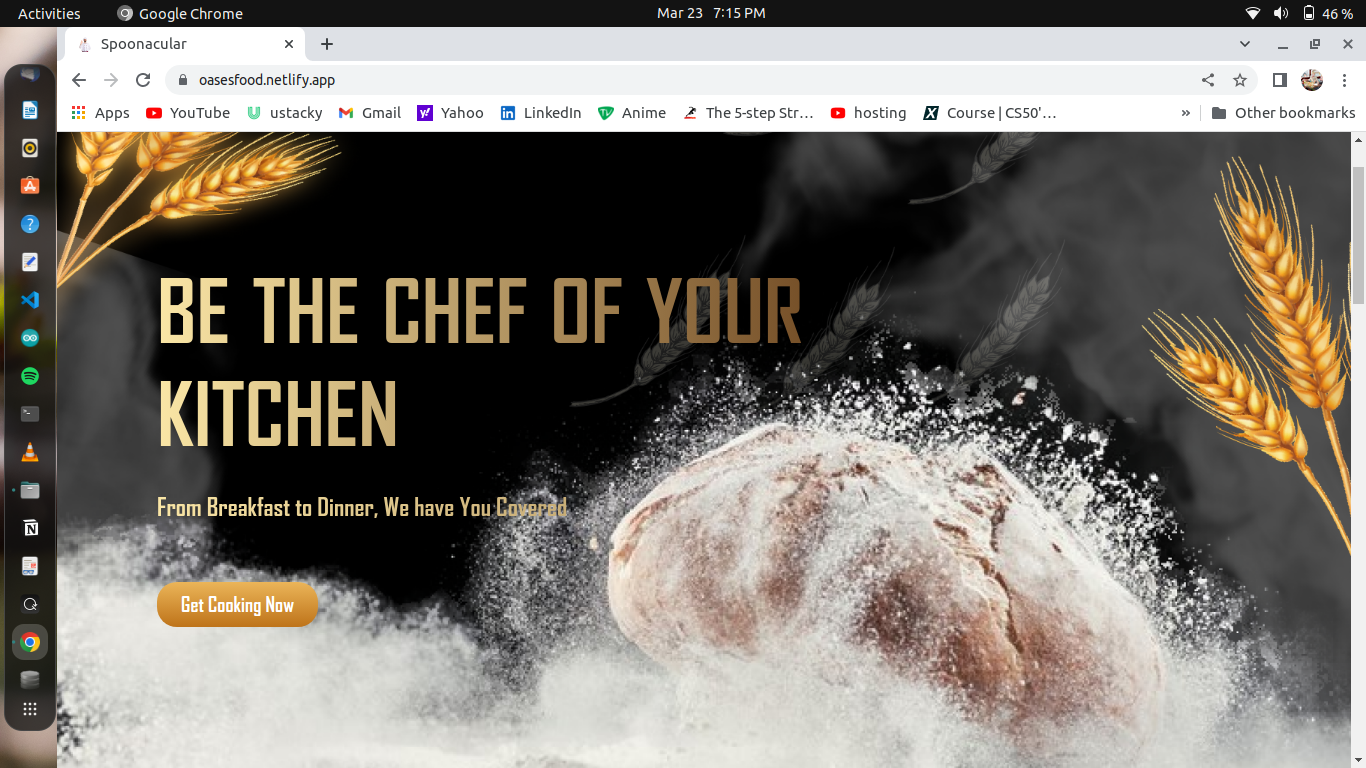 Activities
Google Chrome
Mar 23 7:15 PM
46 %
Spoonacular
oasesfood.netlify.app
Apps
YouTube
ustacky
Gmail
Yahoo
LinkedIn
Anime
The 5-step Str…
hosting
Course | CS50'…
»
Other bookmarks
BE THE CHEF OF YOUR
KITCHEN
From Breakfast to Dinner, We have You Covered
Get Cooking Now